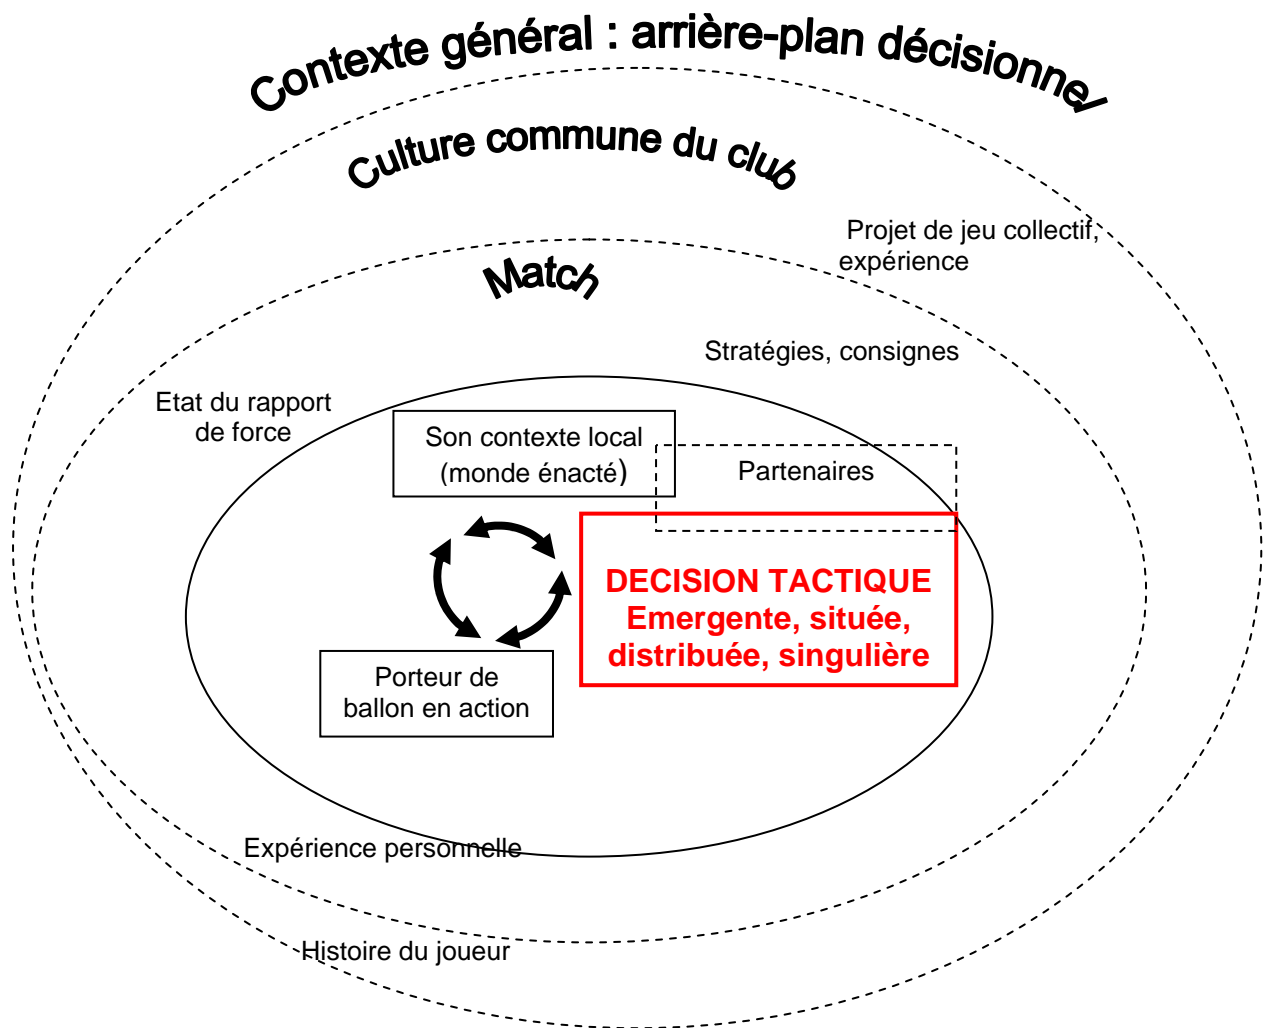 Contexte général : arrière-plan décisionnel
Culture commune du club
Projet de jeu collectif,
expérience
Match
Stratégies, consignes
Etat du rapport
de force
Son contexte local
(monde énacté)
Partenaires
DECISION TACTIQUE
Emergente, située,
distribuée, singulière
Porteur de
ballon en action
Expérience personnelle
Histoire du joueur